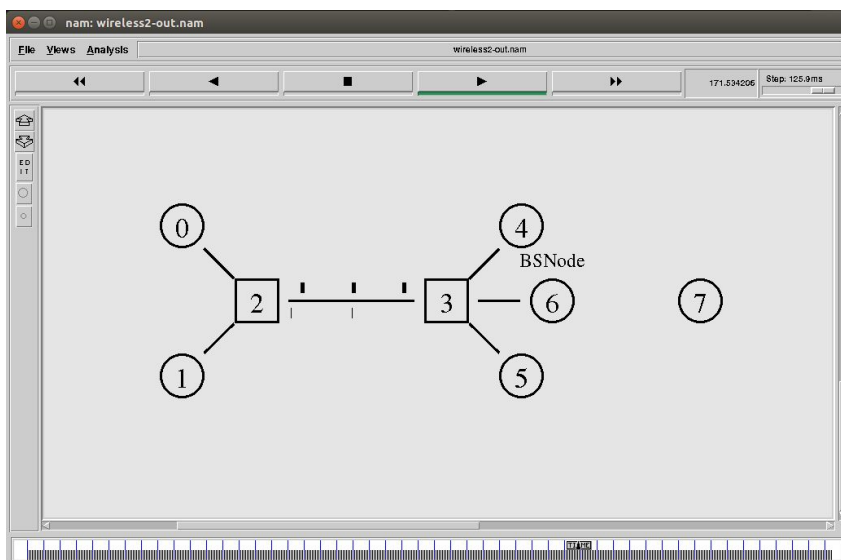 nam: wireless2-out.nam
File Views Analysis wireless2-out.nam
171.534206 Step: 125.9ms
ED
IT
0 4
BSNode
2 3 6 7
1 5
TIME